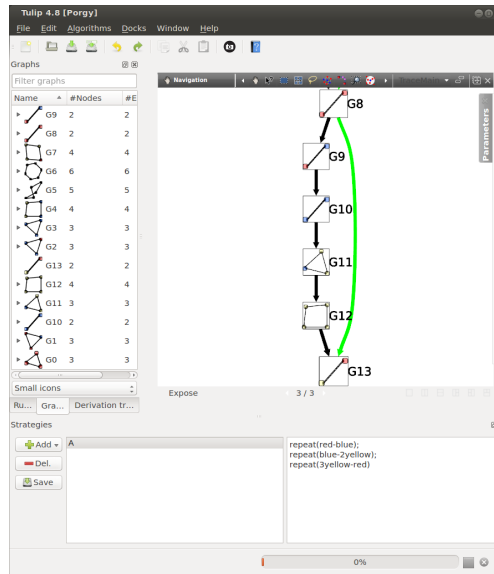 Tulip 4.8 [Porgy]
File Edit Algorithms Docks Window Help
Graphs
Filter graphs
Name #Nodes #E
G9 2 2
G8 2 2
G7 4 4
G6 6 6
G5 5 5
G4 4 4
G3 3 3
G2 3 3
G13 2 2
G12 4 4
G11 3 3
G10 2 2
G1 3 3
G0 3 3
Small icons
Ru... Gra... Derivation tr...
Navigation
G8
G9
G10
G11
G12
G13
Parameters
Expose 3 / 3
Strategies
Add
Del.
Save
A
repeat(red-blue);
repeat(blue-2yellow);
repeat(3yellow-red)
0%